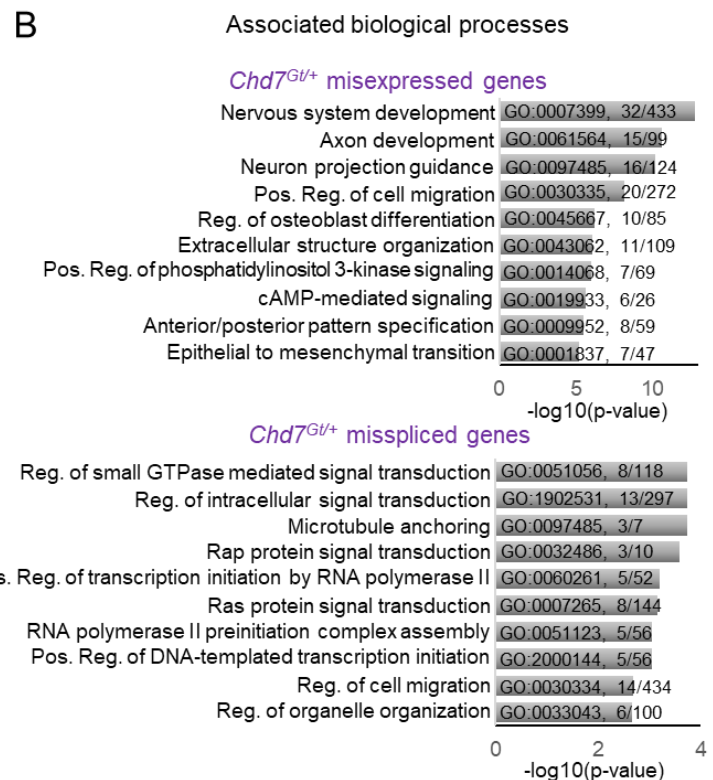 B
Associated biological processes
Chd7Gt/+ misexpressed genes
Nervous system development GO:0007399, 32/433
Axon development GO:0061564, 15/99
Neuron projection guidance GO:0097485, 16/124
Pos. Reg. of cell migration GO:0030335, 20/272
Reg. of osteoblast differentiation GO:0045667, 10/85
Extracellular structure organization GO:0043062, 11/109
Pos. Reg. of phosphatidylinositol 3-kinase signaling GO:0014068, 7/69
cAMP-mediated signaling GO:0019933, 6/26
Anterior/posterior pattern specification GO:0009952, 8/59
Epithelial to mesenchymal transition GO:0001837, 7/47
0 5 10
-log10(p-value)
Chd7Gt/+ misspliced genes
Reg. of small GTPase mediated signal transduction GO:0051056, 8/118
Reg. of intracellular signal transduction GO:1902531, 13/297
Microtubule anchoring GO:0097485, 3/7
Rap protein signal transduction GO:0032486, 3/10
s. Reg. of transcription initiation by RNA polymerase II GO:0060261, 5/52
Ras protein signal transduction GO:0007265, 8/144
RNA polymerase II preinitiation complex assembly GO:0051123, 5/56
Pos. Reg. of DNA-templated transcription initiation GO:2000144, 5/56
Reg. of cell migration GO:0030334, 14/434
Reg. of organelle organization GO:0033043, 6/100
0 2 4
-log10(p-value)